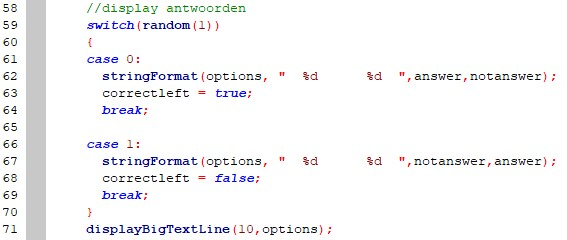 58 //display antwoorden
59 switch(random(1))
60 {
61 case 0:
62 stringFormat(options, "  %d      %d  ",answer,notanswer);
63 correctleft = true;
64 break;
65
66 case 1:
67 stringFormat(options, "  %d      %d  ",notanswer,answer);
68 correctleft = false;
69 break;
70 }
71 displayBigTextLine(10,options);